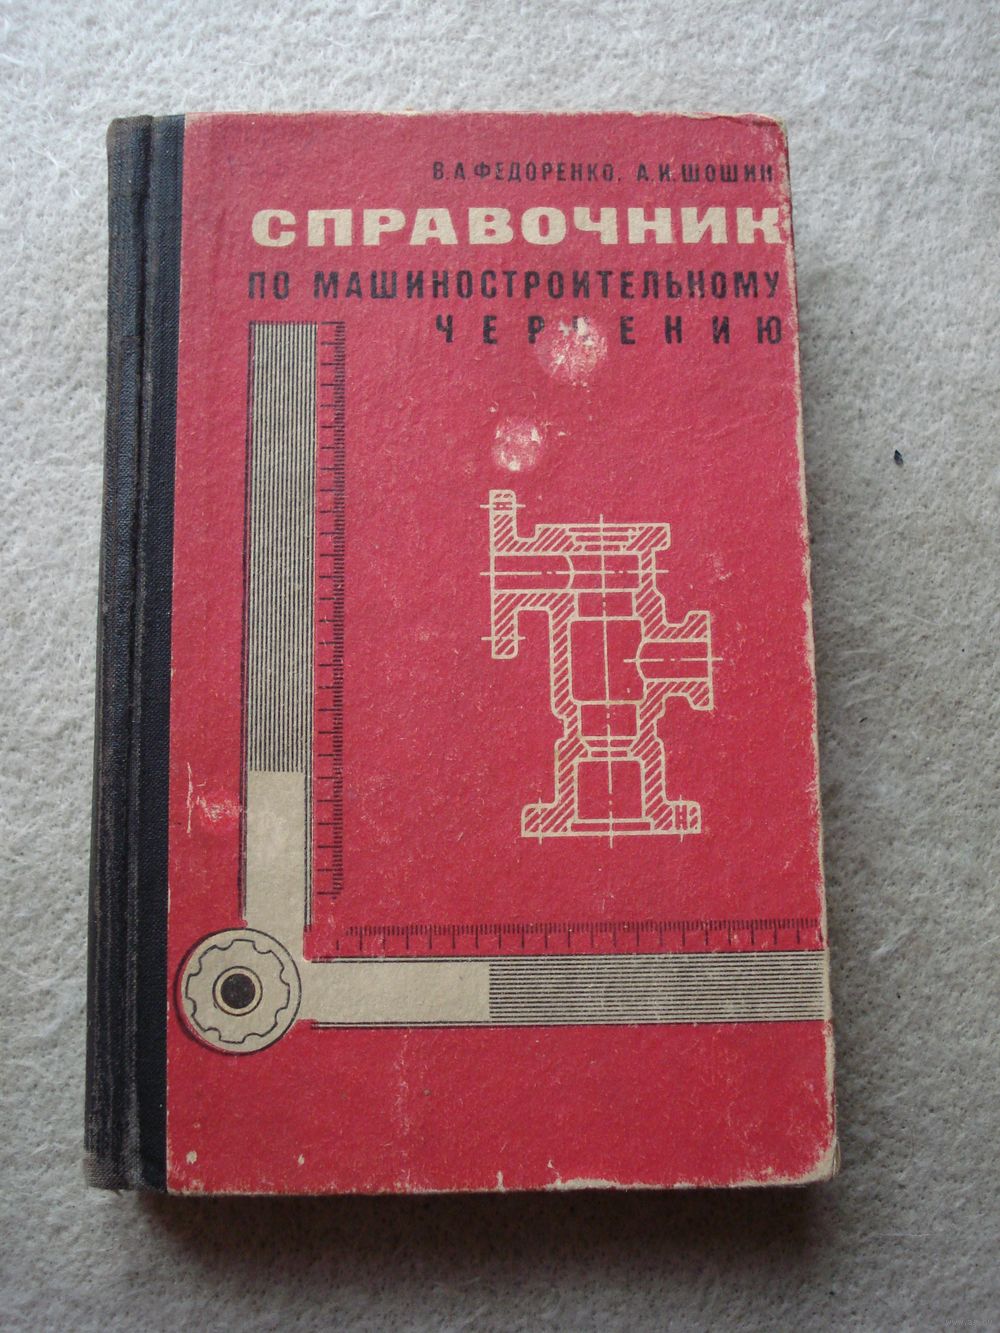 В.А ФЕДОРЕНКО, А.И.ШОШИН
СПРАВОЧНИК
ПО МАШИНОСТРОИТЕЛЬНОМУ
ЧЕРЧЕНИЮ